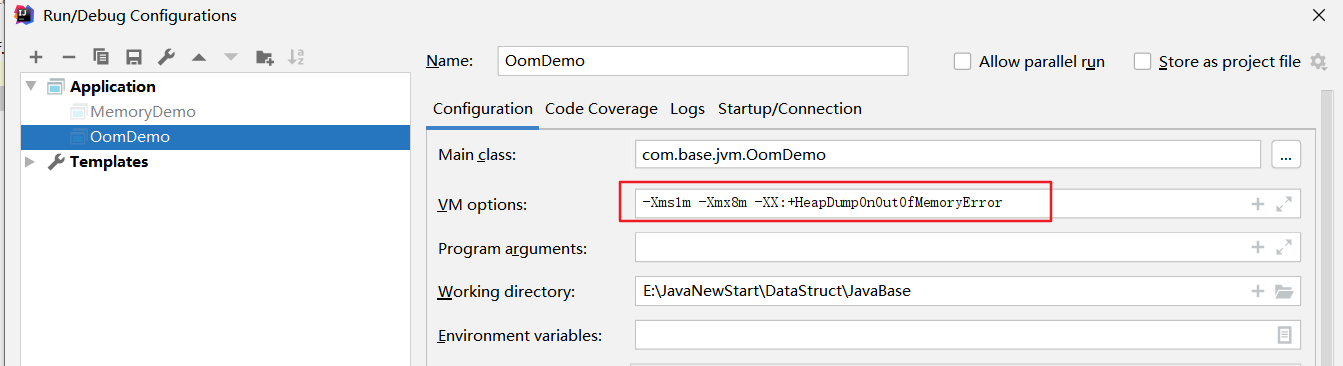 Run/Debug Configurations
Application
MemoryDemo
OomDemo
Templates
Name: OomDemo
Allow parallel run
Store as project file
Configuration Code Coverage Logs Startup/Connection
Main class: com.base.jvm.OomDemo ...
VM options: -Xms1m -Xmx8m -XX:+HeapDumpOnOutOfMemoryError
Program arguments:
Working directory: E:\JavaNewStart\DataStruct\JavaBase
Environment variables: